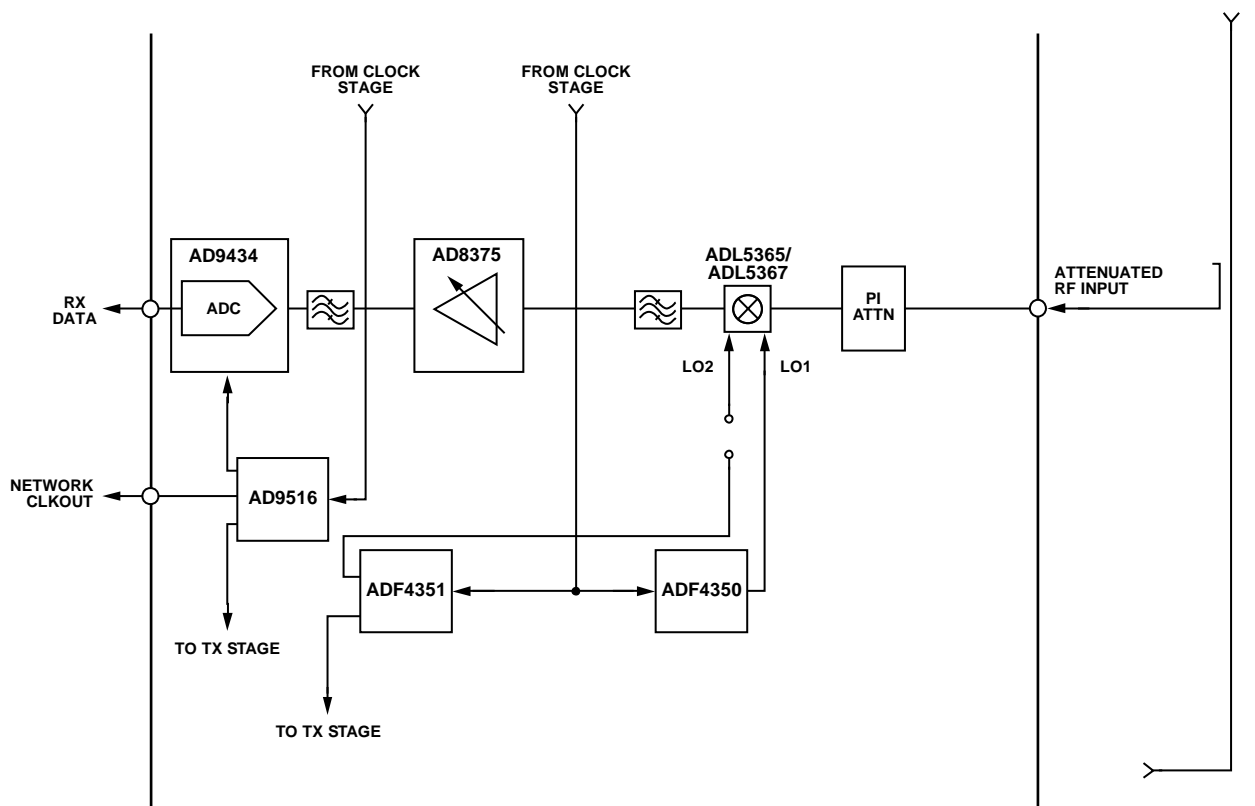 FROM CLOCK
STAGE
FROM CLOCK
STAGE
AD9434
ADC
AD8375
ADL5365/
ADL5367
PI
ATTN
ATTENUATED
RF INPUT
RX
DATA
LO2
LO1
NETWORK
CLKOUT
AD9516
ADF4351
ADF4350
TO TX STAGE
TO TX STAGE